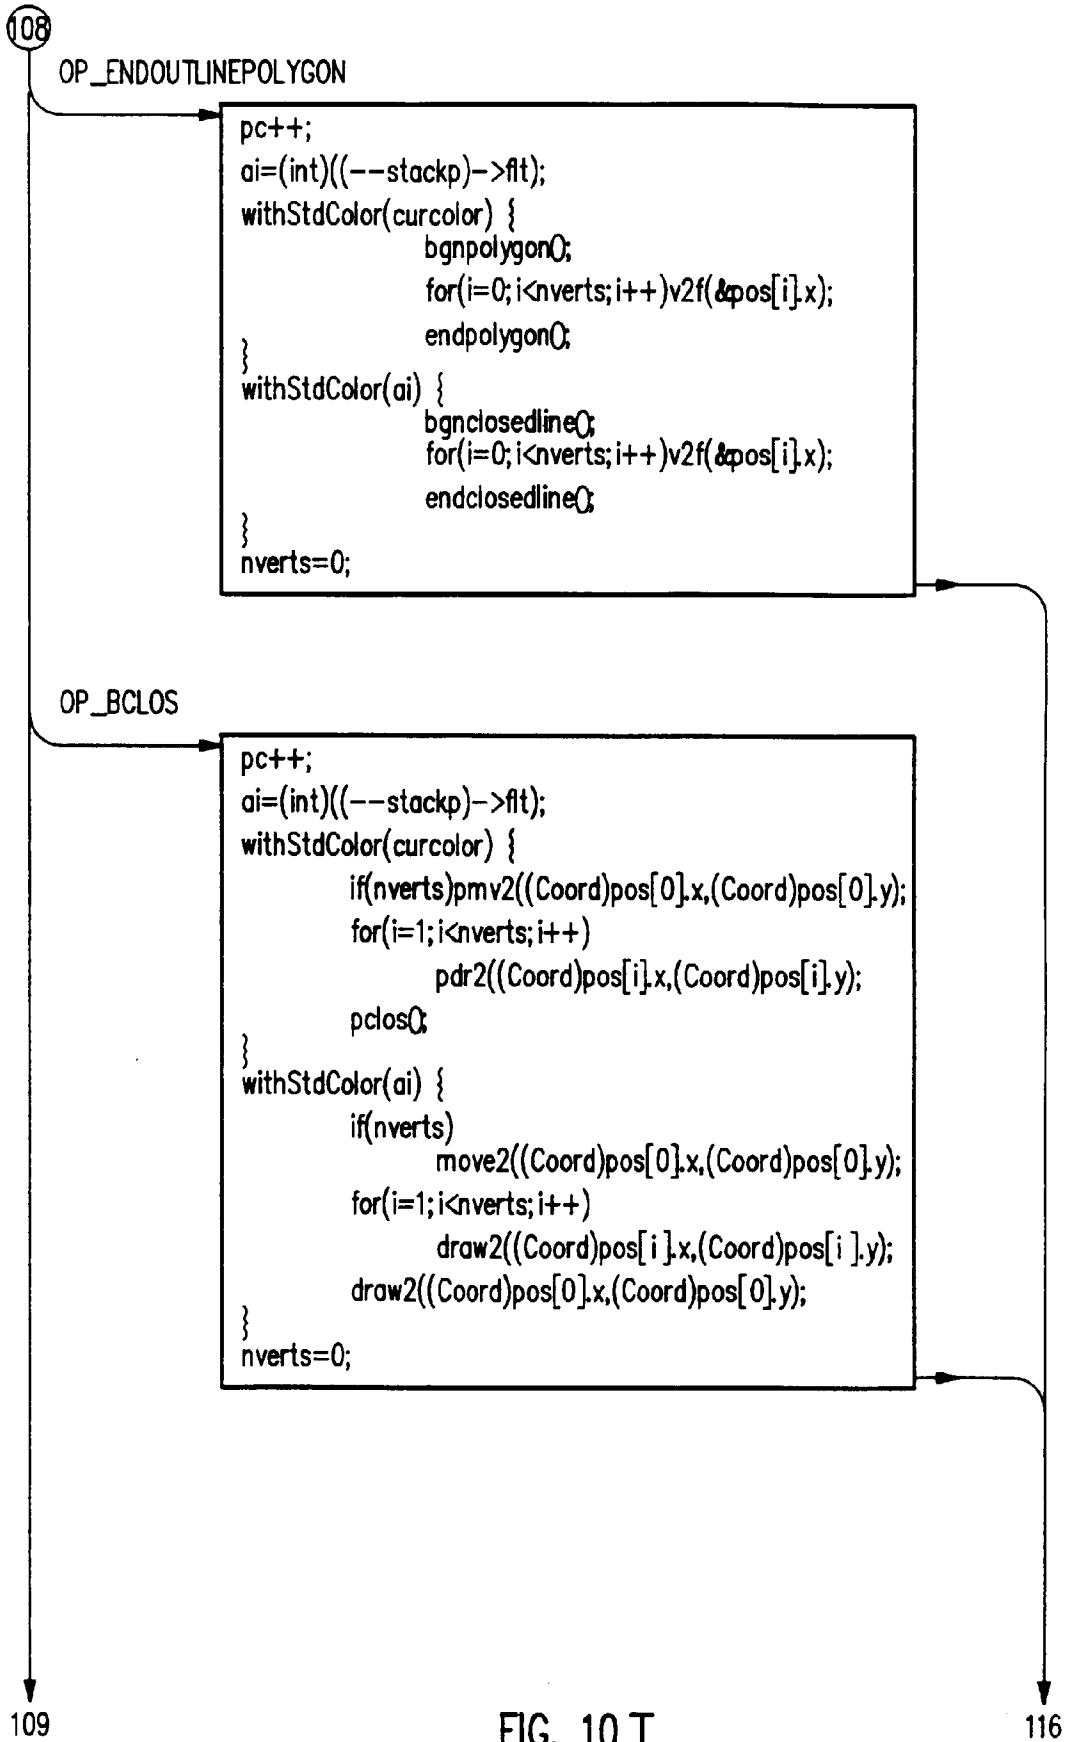 108
OP_ENDOUTLINEPOLYGON
pc++;
ai=(int)((--stackp)->flt);
withStdColor(curcolor) {
bgnpolygon();
for(i=0; i<nverts; i++)v2f(&pos[i].x);
endpolygon();
}
withStdColor(ai) {
bgnclosedline();
for(i=0; i<nverts; i++)v2f(&pos[i].x);
endclosedline();
}
nverts=0;
OP_BCLOS
pc++;
ai=(int)((--stackp)->flt);
withStdColor(curcolor) {
if(nverts)pmv2((Coord)pos[0].x,(Coord)pos[0].y);
for(i=1; i<nverts; i++)
pdr2((Coord)pos[i].x,(Coord)pos[i].y);
pclos();
}
withStdColor(ai) {
if(nverts)
move2((Coord)pos[0].x,(Coord)pos[0].y);
for(i=1; i<nverts; i++)
draw2((Coord)pos[i].x,(Coord)pos[i].y);
draw2((Coord)pos[0].x,(Coord)pos[0].y);
}
nverts=0;
109
FIG. 10 T
116